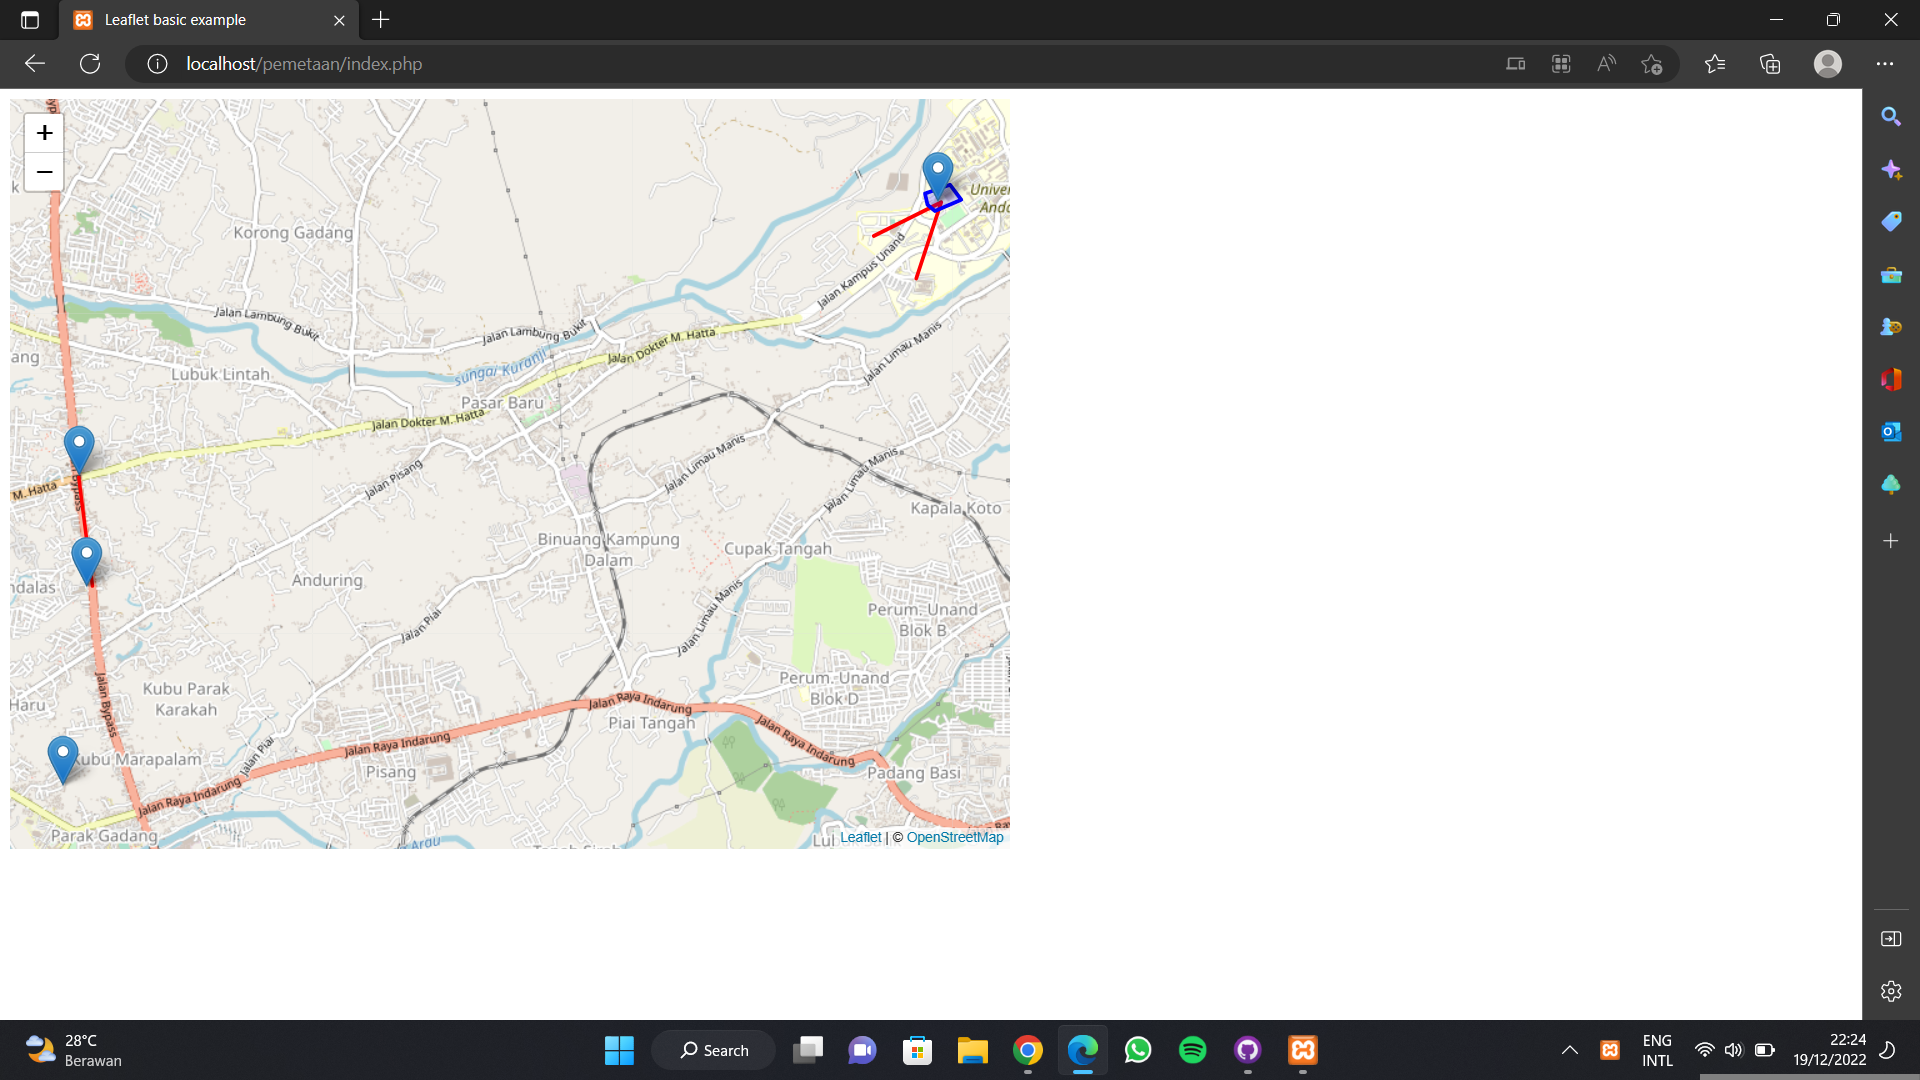 Leaflet basic example
localhost/pemetaan/index.php
+
−
Korong Gadang
Univer
Anda
Jalan Kampus Unand
Jalan Lambung Bukit
Jalan Lambung Bukit
Jalan Dokter M. Hatta
Jalan Limau Manis
ang
sungai Kuranji
Lubuk Lintah
Pasar Baru
Jalan Dokter M. Hatta
Jalan Limau Manis
Jalan Pisang
Jalan Limau Manis
M. Hatta
Bypass
Kapala Koto
Binuang Kampung
Dalam
Cupak Tangah
ndalas
Anduring
Jalan Piai
Jalan Limau Manis
Perum. Unand
Blok B
Kubu Parak
Karakah
Haru
Jalan Bypass
Perum. Unand
Blok D
Jalan Raya Indarung
Piai Tangah
Jalan Raya Indarung
Jalan Raya Indarung
Jalan Piai
Kubu Marapalam
Pisang
Padang Basi
Jalan Raya Indarung
Parak Gadang
Arau
Lul
Leaflet | © OpenStreetMap
28°C
Berawan
Search
ENG
INTL
22:24
19/12/2022